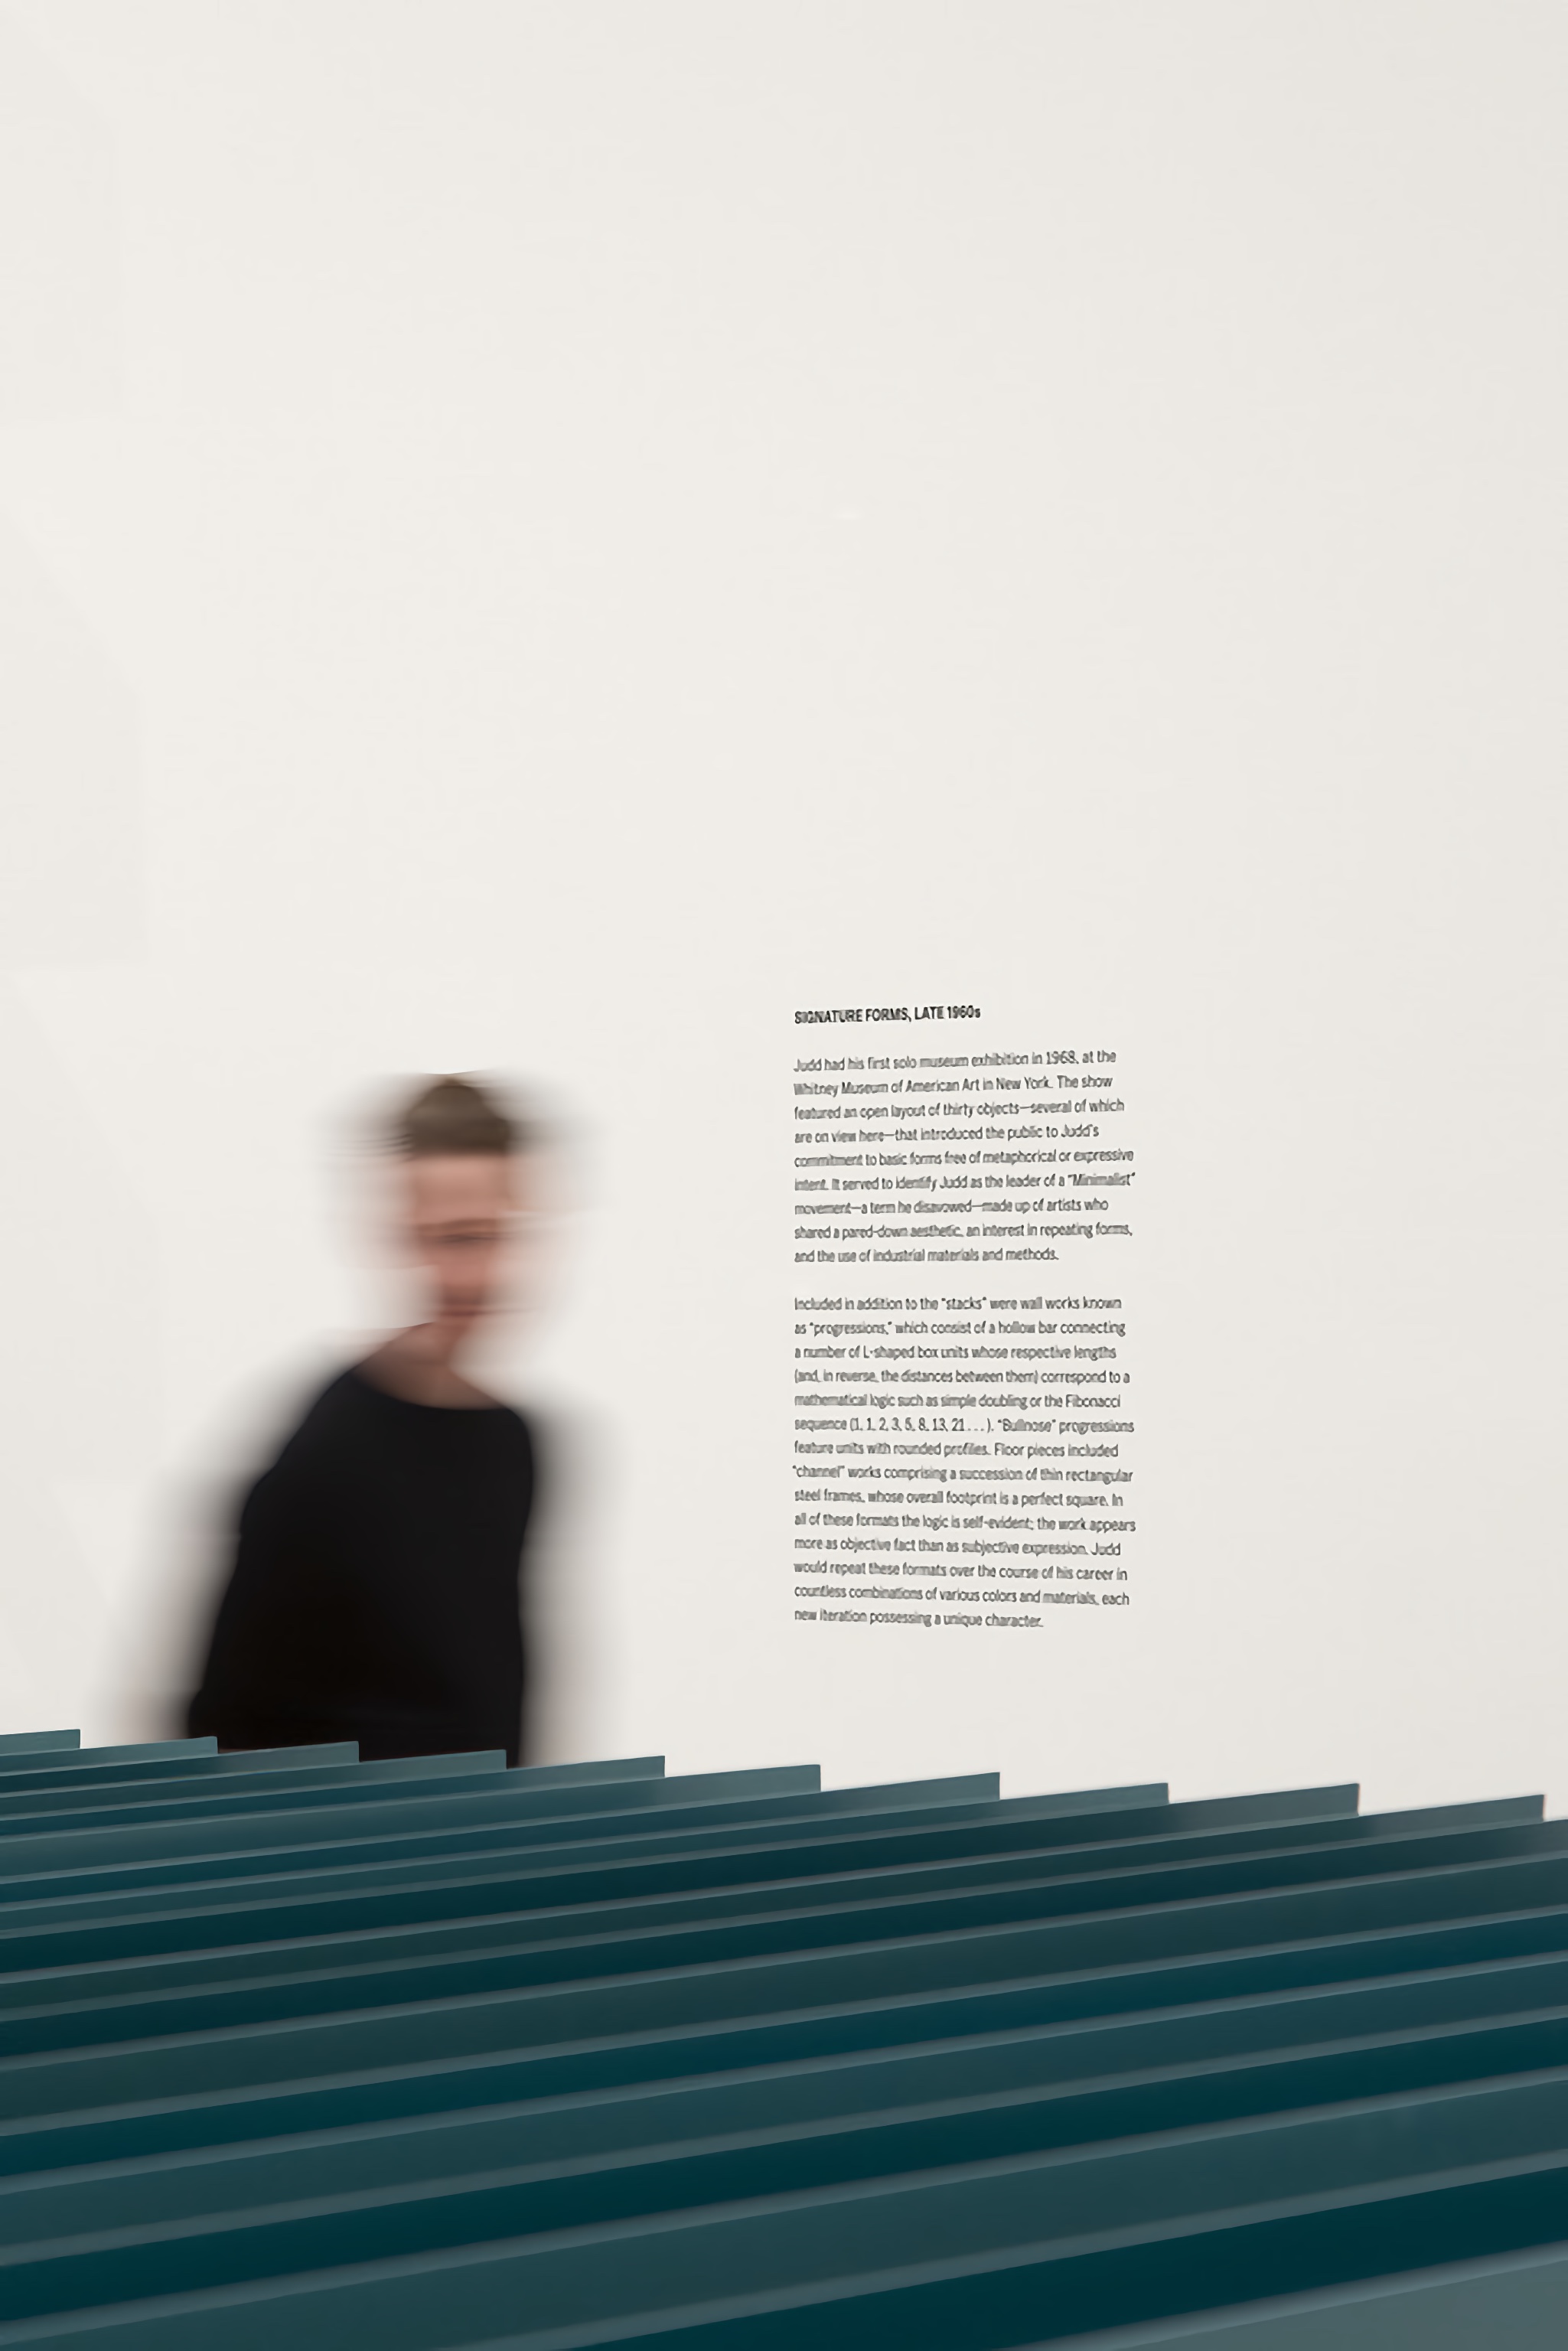 SIGNATURE FORMS, LATE 1960s
Judd had his first solo museum exhibition in 1968, at the
Whitney Museum of American Art in New York. The show
featured an open layout of thirty objects—several of which
are on view here—that introduced the public to Judd's
commitment to basic forms free of metaphorical or expressive
intent. It served to identify Judd as the leader of a "Minimalist"
movement—a term he disavowed—made up of artists who
shared a pared-down aesthetic, an interest in repeating forms,
and the use of industrial materials and methods.
Included in addition to the "stacks" were wall works known
as "progressions," which consist of a hollow bar connecting
a number of L-shaped box units whose respective lengths
(and, in reverse, the distances between them) correspond to a
mathematical logic such as simple doubling or the Fibonacci
sequence (1, 1, 2, 3, 5, 8, 13, 21 . . . ). "Bullnose" progressions
feature units with rounded profiles. Floor pieces included
"channel" works comprising a succession of thin rectangular
steel frames, whose overall footprint is a perfect square. In
all of these formats the logic is self-evident; the work appears
more as objective fact than as subjective expression. Judd
would repeat these formats over the course of his career in
countless combinations of various colors and materials, each
new iteration possessing a unique character.